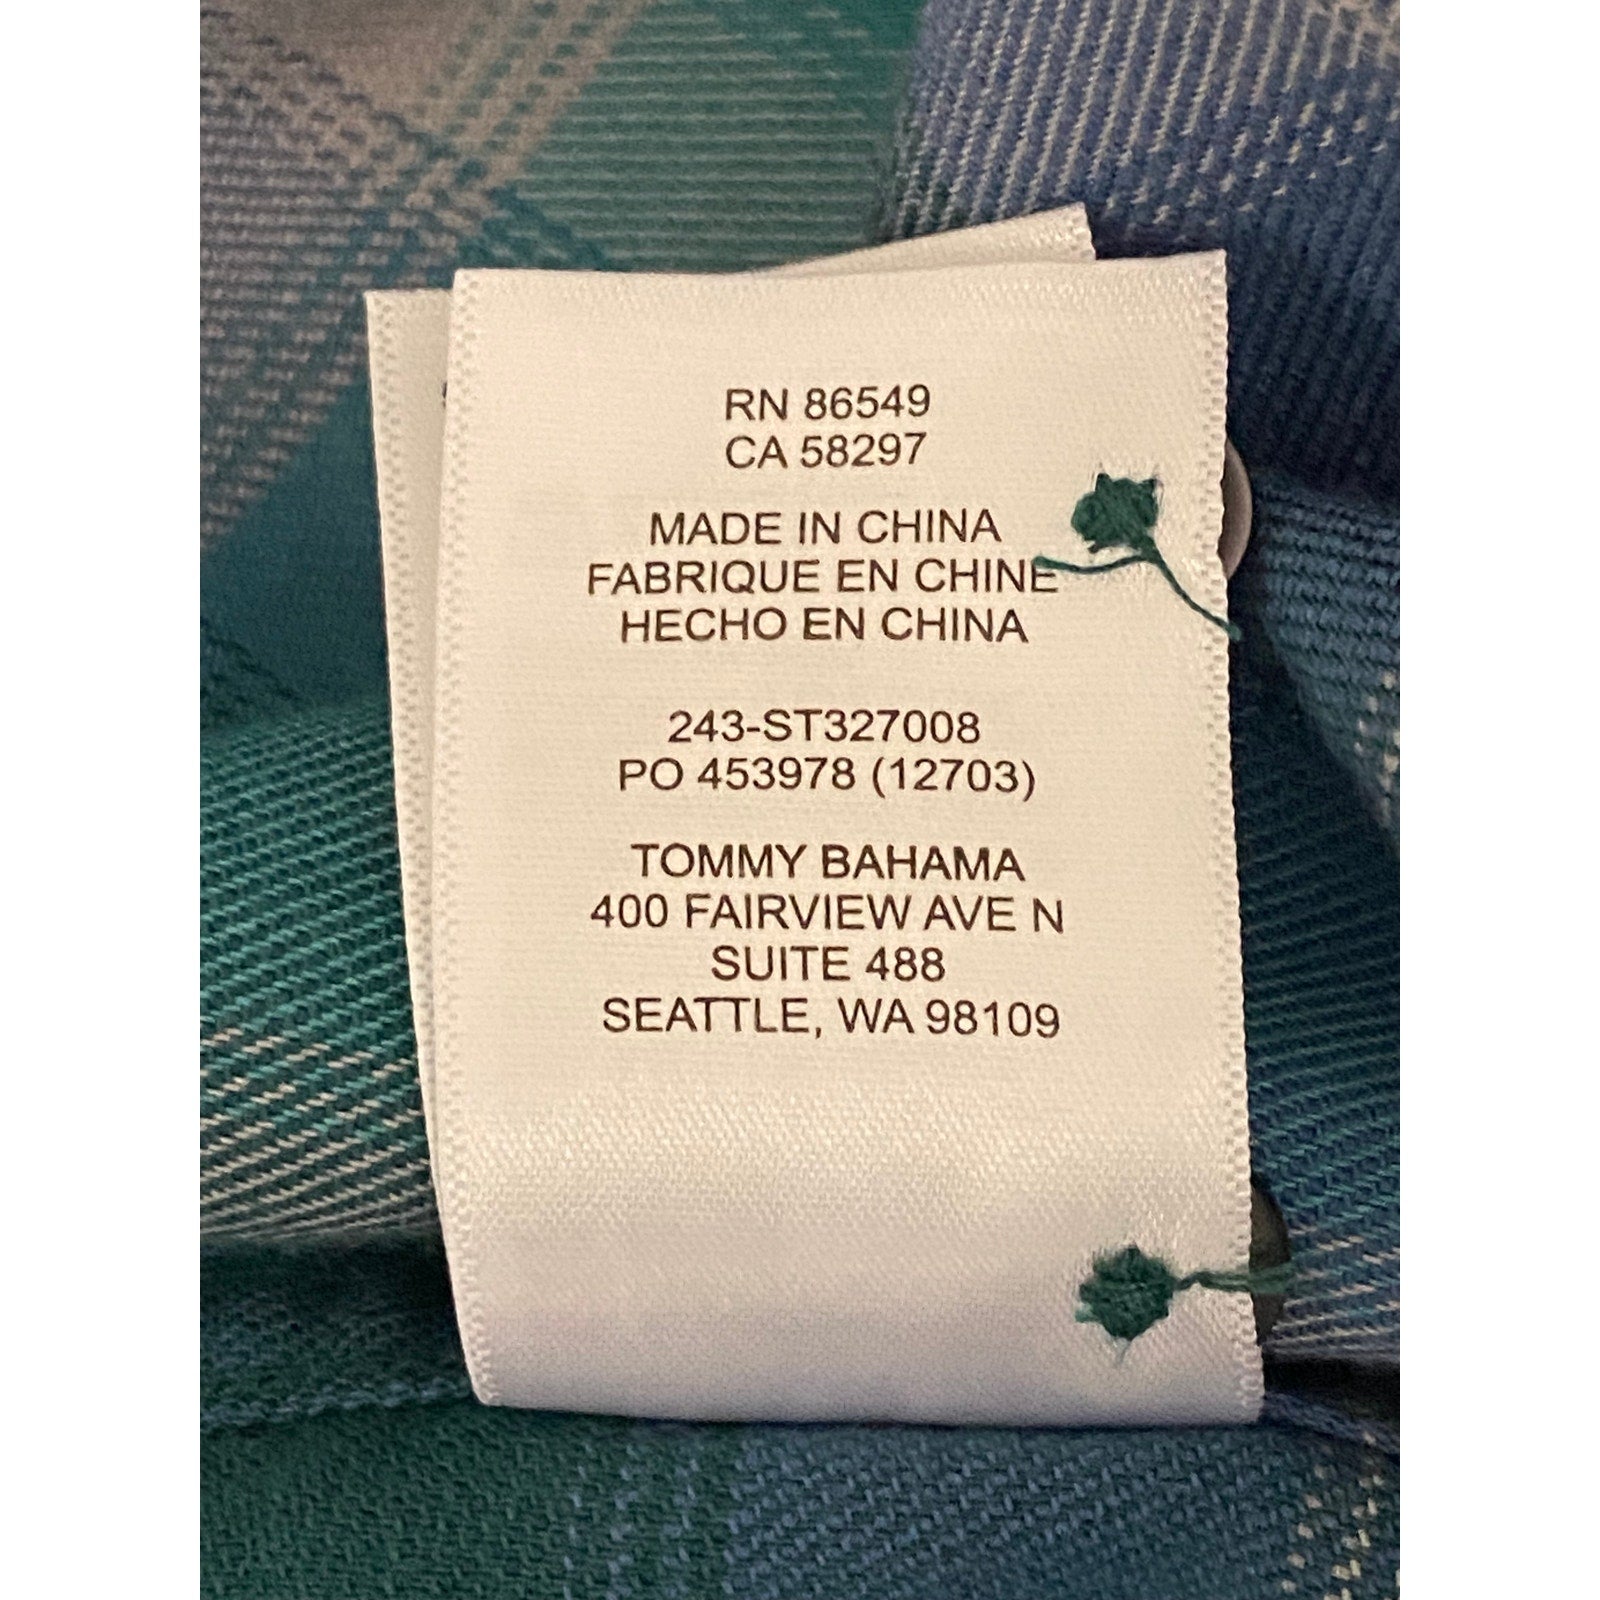 RN 86549
CA 58297
MADE IN CHINA
FABRIQUE EN CHINE
HECHO EN CHINA
243-ST327008
PO 453978 (12703)
TOMMY BAHAMA
400 FAIRVIEW AVE N
SUITE 488
SEATTLE, WA 98109